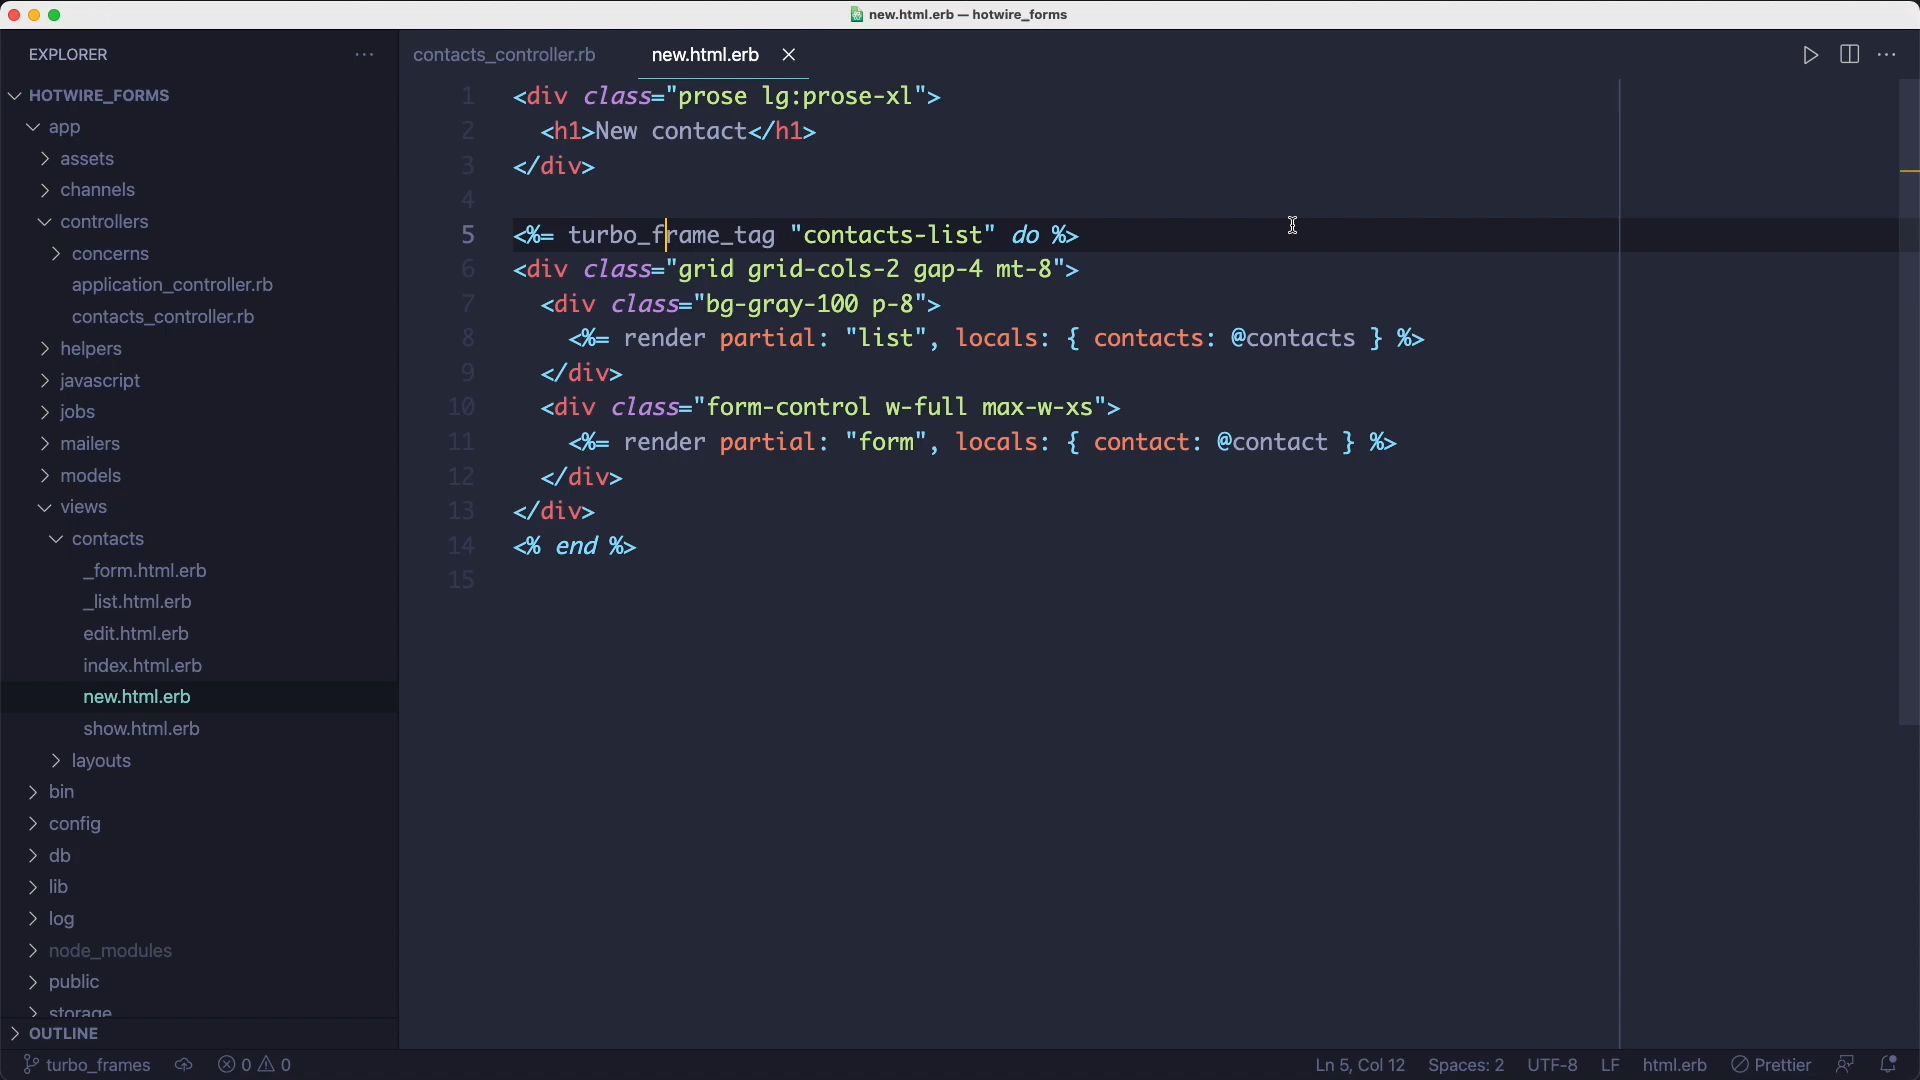 new.html.erb — hotwire_forms
EXPLORER
HOTWIRE_FORMS
app
assets
channels
controllers
concerns
application_controller.rb
contacts_controller.rb
helpers
javascript
jobs
mailers
models
views
contacts
_form.html.erb
_list.html.erb
edit.html.erb
index.html.erb
new.html.erb
show.html.erb
layouts
bin
config
db
lib
log
node_modules
public
storage
OUTLINE
contacts_controller.rb new.html.erb
1 <div class="prose lg:prose-xl">
2   <h1>New contact</h1>
3 </div>
4
5 <%= turbo_frame_tag "contacts-list" do %>
6 <div class="grid grid-cols-2 gap-4 mt-8">
7   <div class="bg-gray-100 p-8">
8     <%= render partial: "list", locals: { contacts: @contacts } %>
9   </div>
10   <div class="form-control w-full max-w-xs">
11     <%= render partial: "form", locals: { contact: @contact } %>
12   </div>
13 </div>
14 <% end %>
15
turbo_frames 0 0 Ln 5, Col 12 Spaces: 2 UTF-8 LF html.erb Prettier